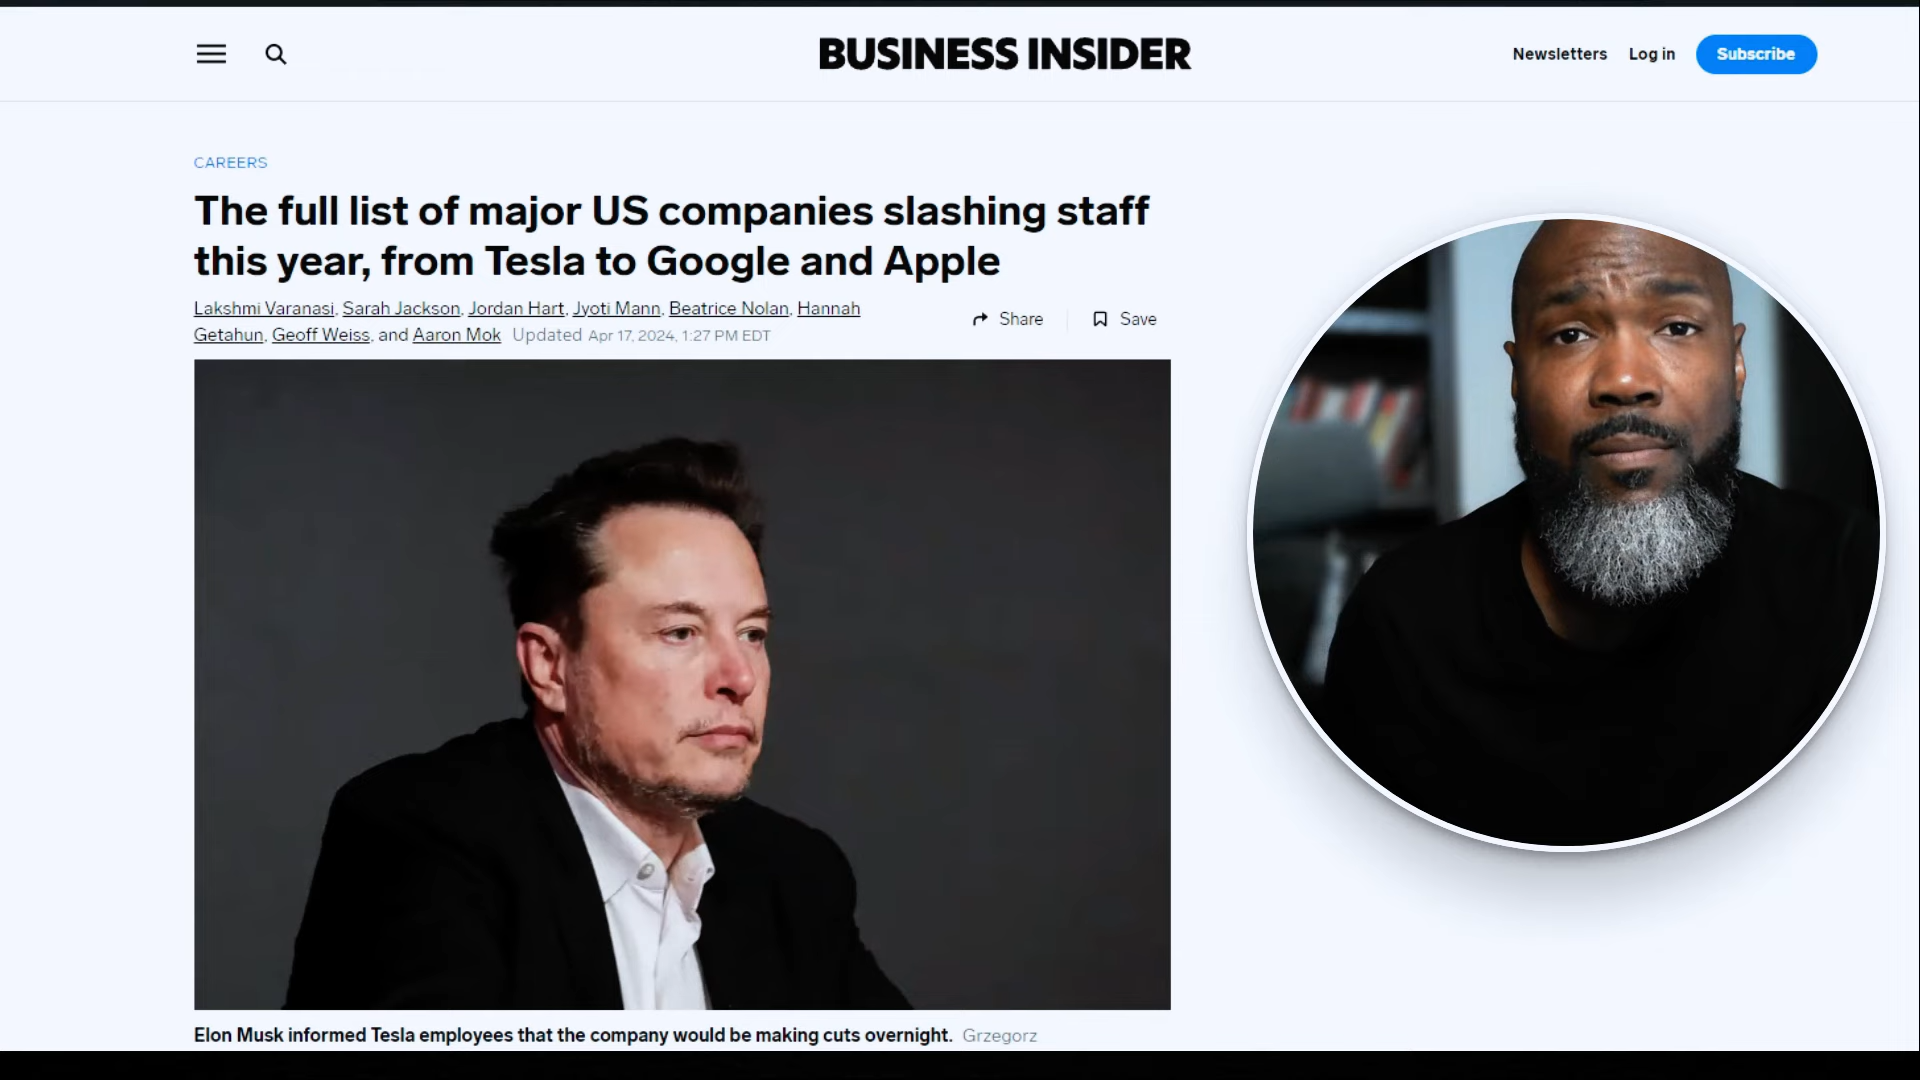 BUSINESS INSIDER
Newsletters
Log in
Subscribe
CAREERS
The full list of major US companies slashing staff
this year, from Tesla to Google and Apple
Lakshmi Varanasi, Sarah Jackson, Jordan Hart, Jyoti Mann, Beatrice Nolan, Hannah
Getahun, Geoff Weiss, and Aaron Mok Updated Apr 17, 2024, 1:27 PM EDT
Share
Save
Elon Musk informed Tesla employees that the company would be making cuts overnight. Grzegorz